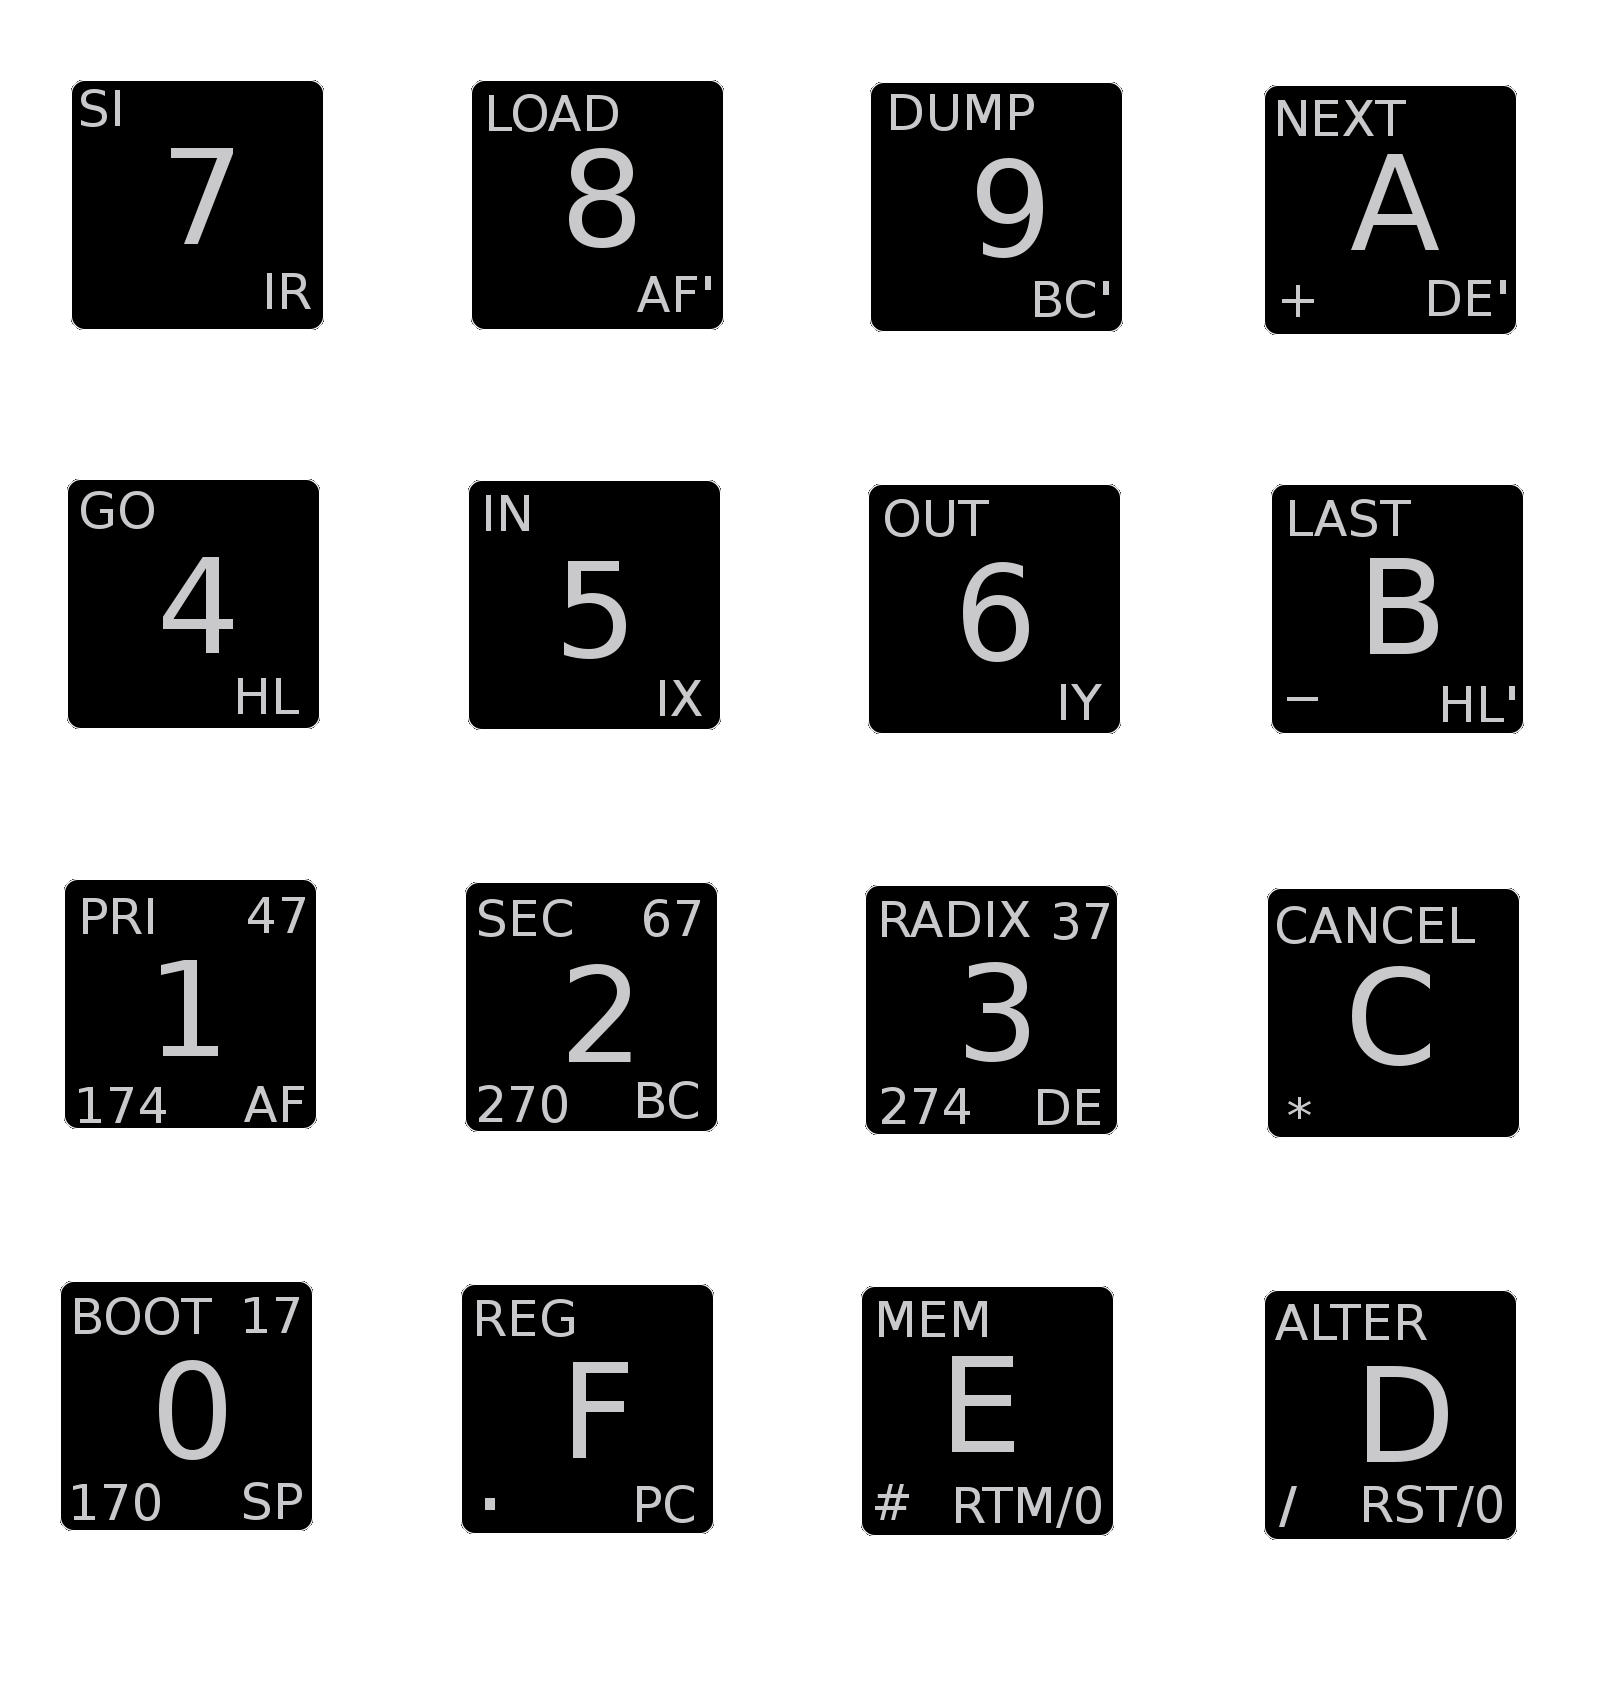 SI
7
IR
LOAD
8
AF'
DUMP
9
BC'
NEXT
A
+ DE'
GO
4
HL
IN
5
IX
OUT
6
IY
LAST
B
– HL'
PRI 47
1
174 AF
SEC 67
2
270 BC
RADIX 37
3
274 DE
CANCEL
C
*
BOOT 17
0
170 SP
REG
F
. PC
MEM
E
# RTM/0
ALTER
D
/ RST/0